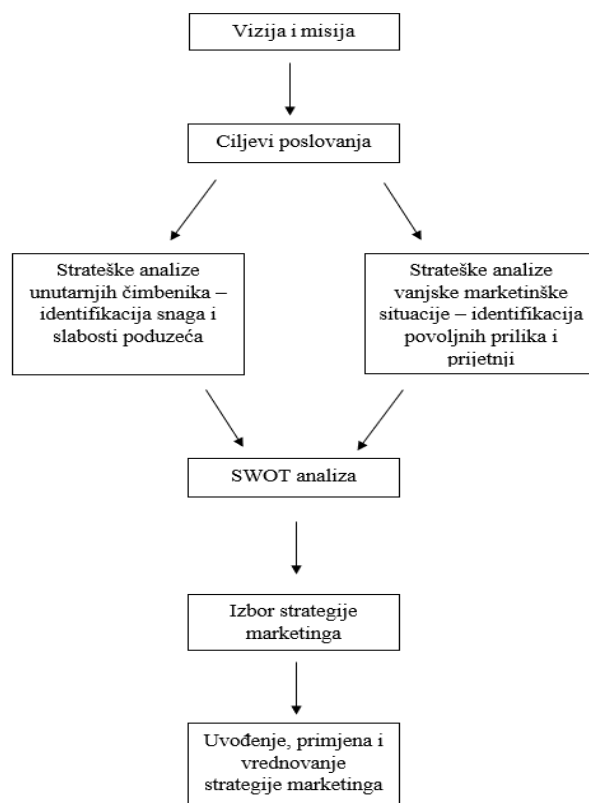 Vizija i misija
Ciljevi poslovanja
Strateške analize
unutarnjih čimbenika –
identifikacija snaga i
slabosti poduzeća
Strateške analize
vanjske marketinške
situacije – identifikacija
povoljnih prilika i
prijetnji
SWOT analiza
Izbor strategije
marketinga
Uvođenje, primjena i
vrednovanje
strategije marketinga